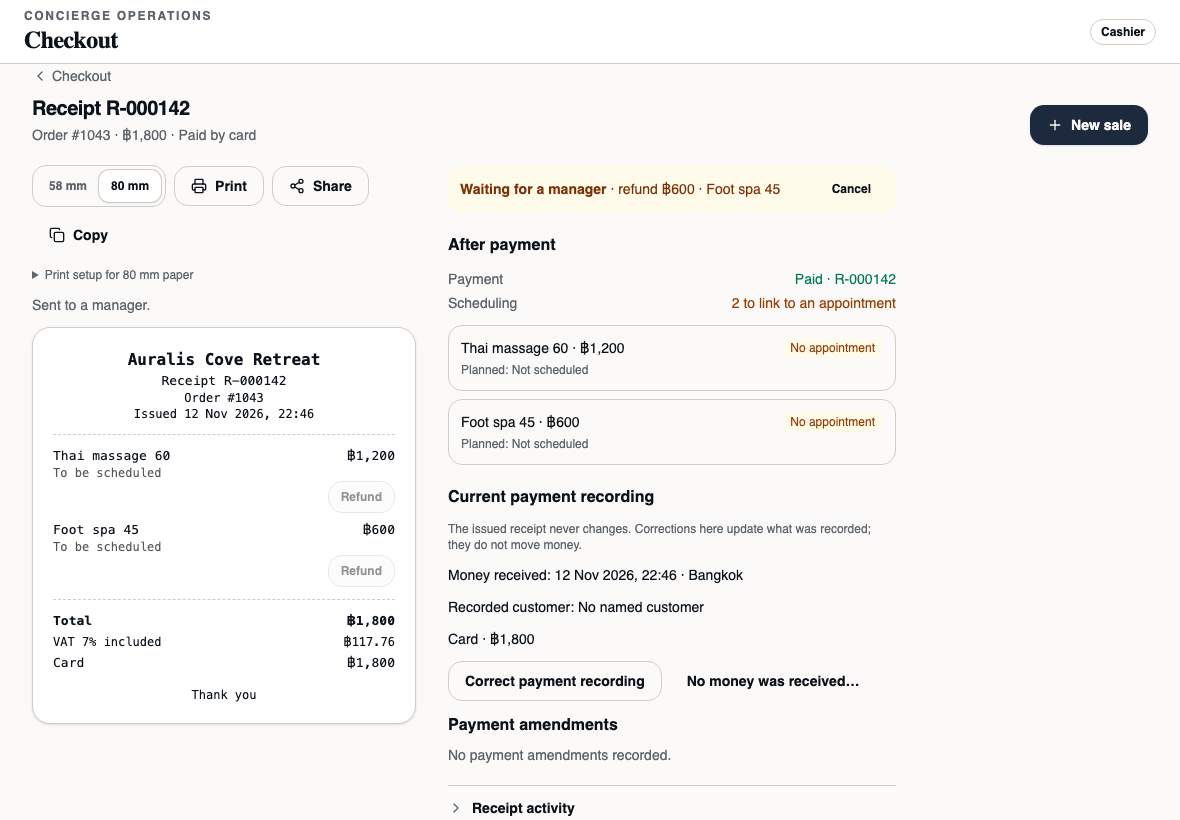 CONCIERGE OPERATIONS
Checkout
Cashier
Checkout
Receipt R-000142
Order #1043 · ฿1,800 · Paid by card
New sale
58 mm
80 mm
Print
Share
Copy
Print setup for 80 mm paper
Sent to a manager.
Auralis Cove Retreat
Receipt R-000142
Order #1043
Issued 12 Nov 2026, 22:46
Thai massage 60 ฿1,200
To be scheduled
Refund
Foot spa 45 ฿600
To be scheduled
Refund
Total ฿1,800
VAT 7% included ฿117.76
Card ฿1,800
Thank you
Waiting for a manager · refund ฿600 · Foot spa 45
Cancel
After payment
Payment Paid · R-000142
Scheduling 2 to link to an appointment
Thai massage 60 · ฿1,200 No appointment
Planned: Not scheduled
Foot spa 45 · ฿600 No appointment
Planned: Not scheduled
Current payment recording
The issued receipt never changes. Corrections here update what was recorded;
they do not move money.
Money received: 12 Nov 2026, 22:46 · Bangkok
Recorded customer: No named customer
Card · ฿1,800
Correct payment recording
No money was received…
Payment amendments
No payment amendments recorded.
Receipt activity